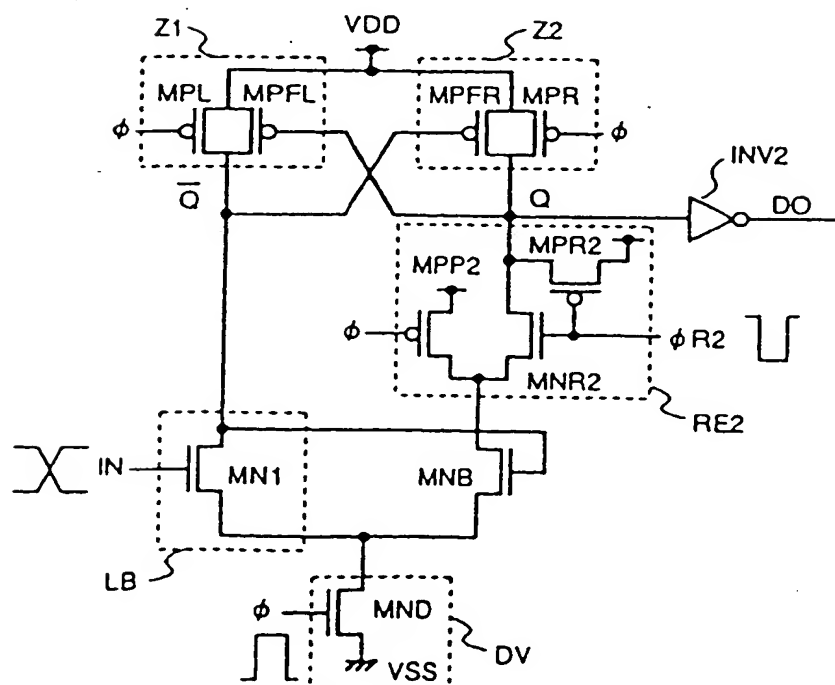 Z1
VDD
Z2
MPL MPFL
MPFR MPR
ϕ
ϕ
INV2
Q̅
Q
DO
MPR2
MPP2
ϕ
ϕR2
MNR2
RE2
IN
MN1
MNB
LB
ϕ
MND
DV
VSS